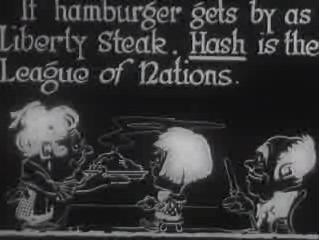 If hamburger gets by as
Liberty Steak. Hash is the
League of Nations.